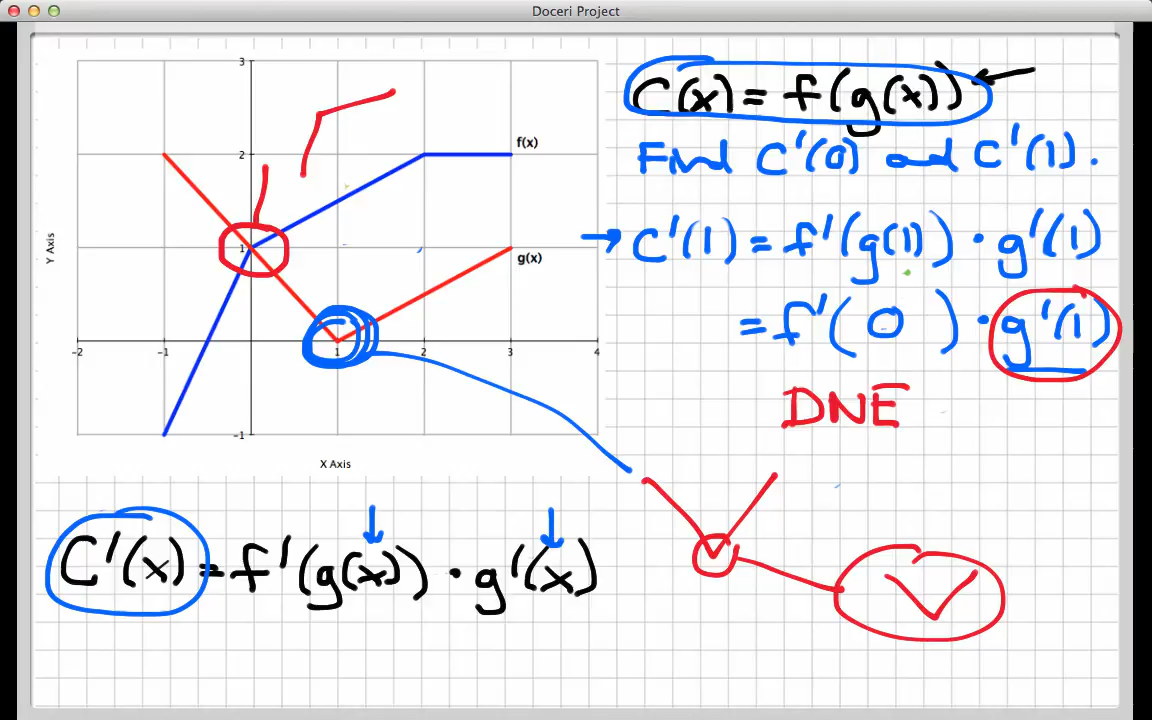 Doceri Project
3
2
1
-1
-2
-1
1
2
3
4
Y Axis
X Axis
f(x)
g(x)
C(x) = f(g(x))
Find C'(0) and C'(1).
C'(1) = f'(g(1)) · g'(1)
= f'(0) · g'(1)
DNE
C'(x) = f'(g(x)) · g'(x)